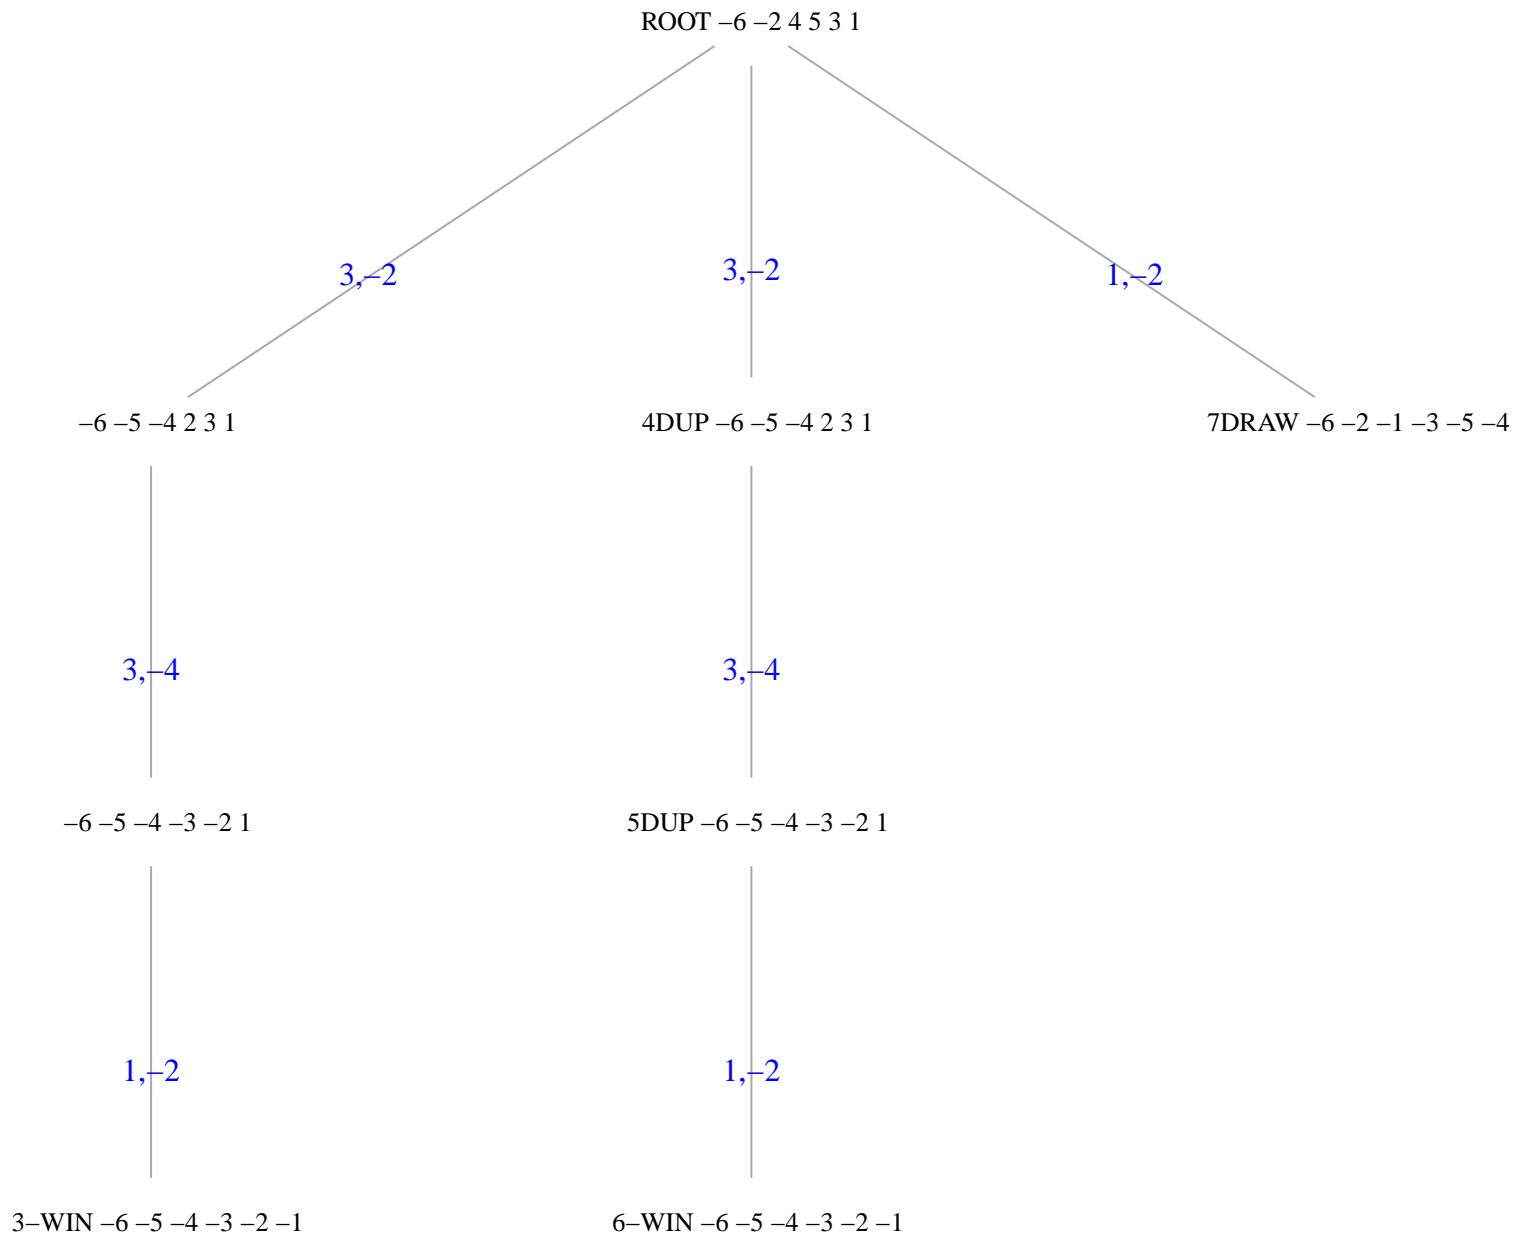 ROOT –6 –2 4 5 3 1
3,–2
3,–2
1,–2
–6 –5 –4 2 3 1
4DUP –6 –5 –4 2 3 1
7DRAW –6 –2 –1 –3 –5 –4
3,–4
3,–4
–6 –5 –4 –3 –2 1
5DUP –6 –5 –4 –3 –2 1
1,–2
1,–2
3–WIN –6 –5 –4 –3 –2 –1
6–WIN –6 –5 –4 –3 –2 –1